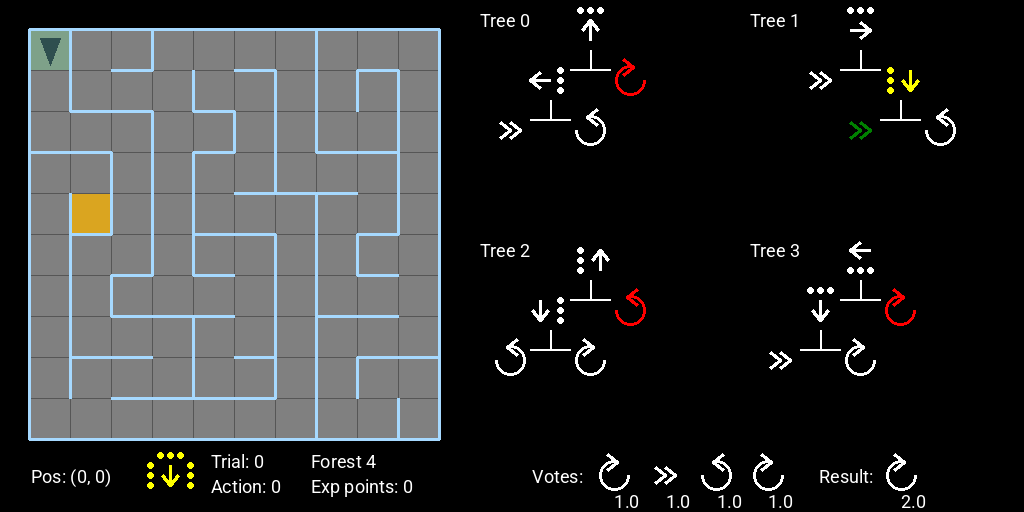 Tree 0
Tree 1
Tree 2
Tree 3
Pos: (0, 0)
Trial: 0
Forest 4
Action: 0
Exp points: 0
Votes:
1.0
1.0
1.0
1.0
Result:
2.0